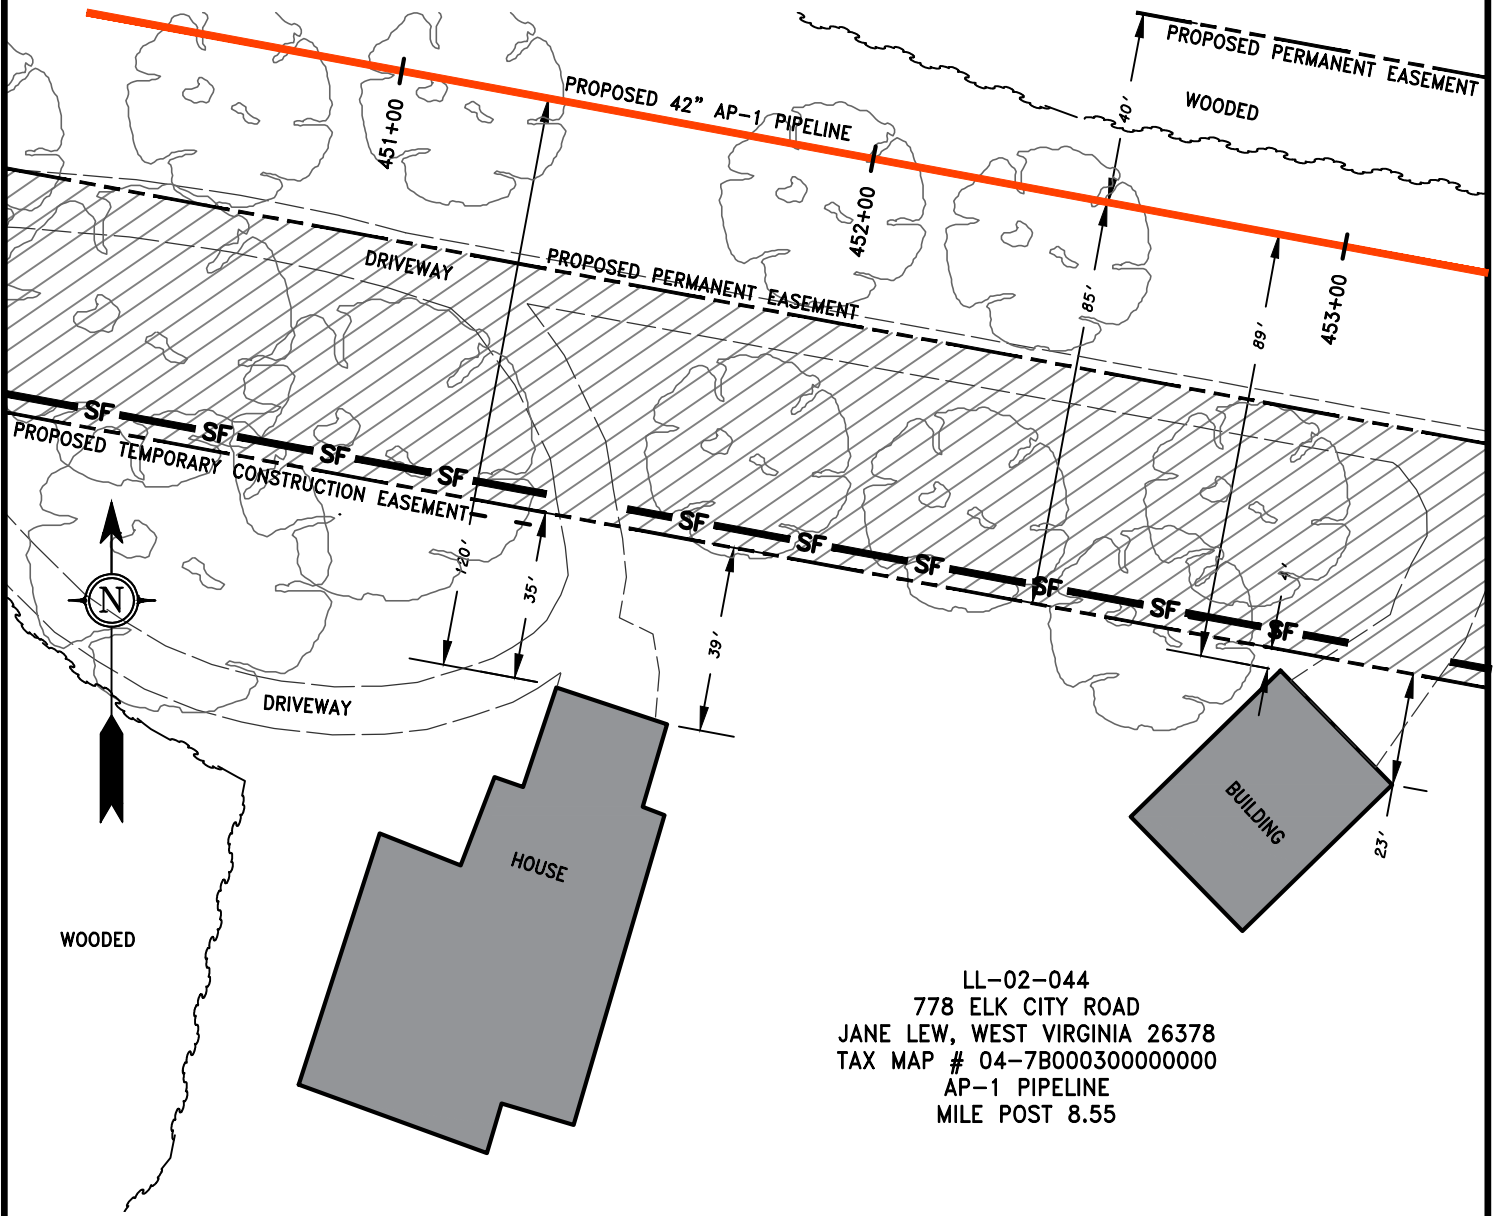 PROPOSED PERMANENT EASEMENT
WOODED
40'
PROPOSED 42” AP-1 PIPELINE
451+00
452+00
453+00
DRIVEWAY
PROPOSED PERMANENT EASEMENT
85'
89'
SF SF SF SF
PROPOSED TEMPORARY CONSTRUCTION EASEMENT
SF SF SF SF SF SF
120'
35'
39'
4'
N
DRIVEWAY
BUILDING
23'
HOUSE
WOODED
LL-02-044
778 ELK CITY ROAD
JANE LEW, WEST VIRGINIA 26378
TAX MAP # 04-7B000300000000
AP-1 PIPELINE
MILE POST 8.55